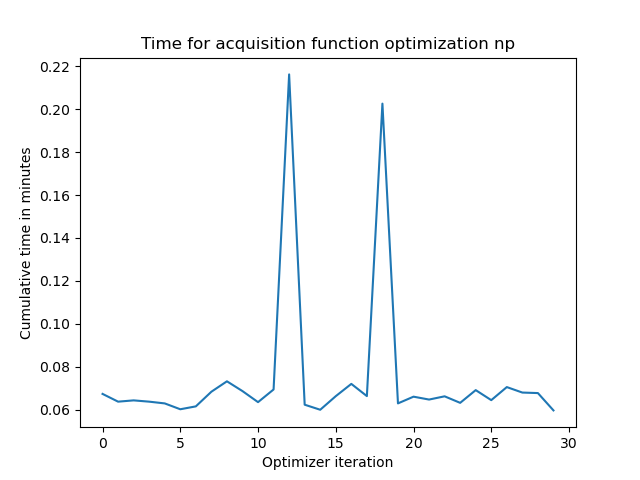 Time for acquisition function optimization np
Cumulative time in minutes
0.22
0.20
0.18
0.16
0.14
0.12
0.10
0.08
0.06
0 5 10 15 20 25 30
Optimizer iteration